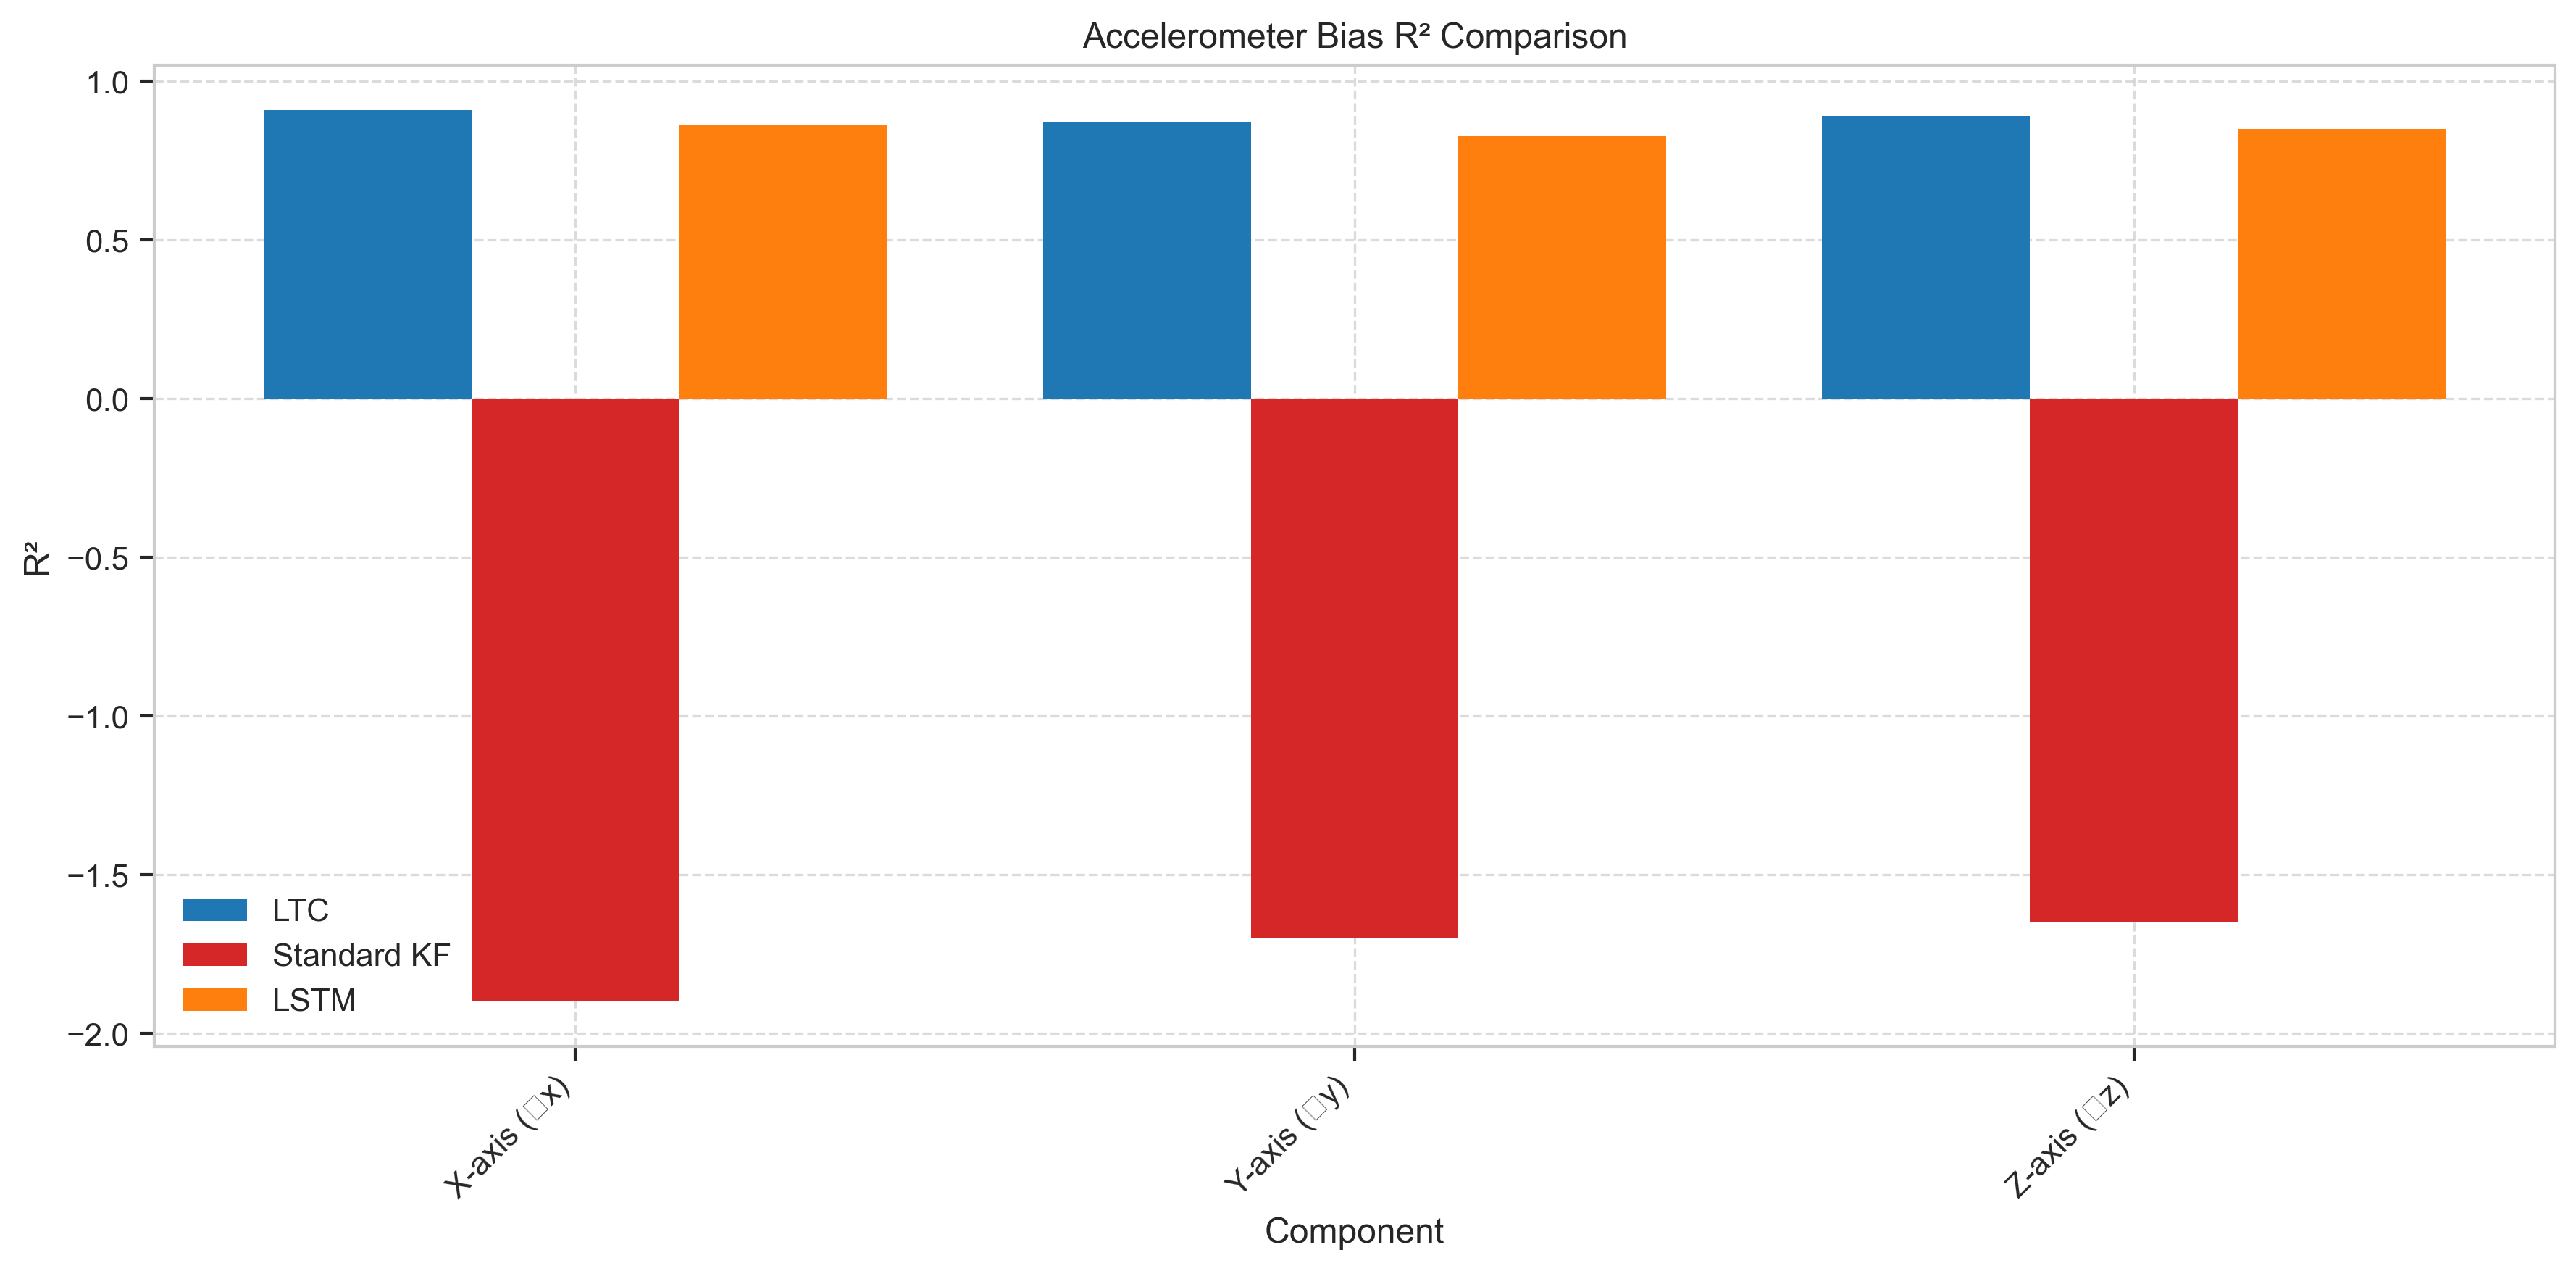 Accelerometer Bias R² Comparison
1.0
0.5
0.0
−0.5
−1.0
−1.5
−2.0
R²
LTC
Standard KF
LSTM
X-axis (□x)
Y-axis (□y)
Z-axis (□z)
Component